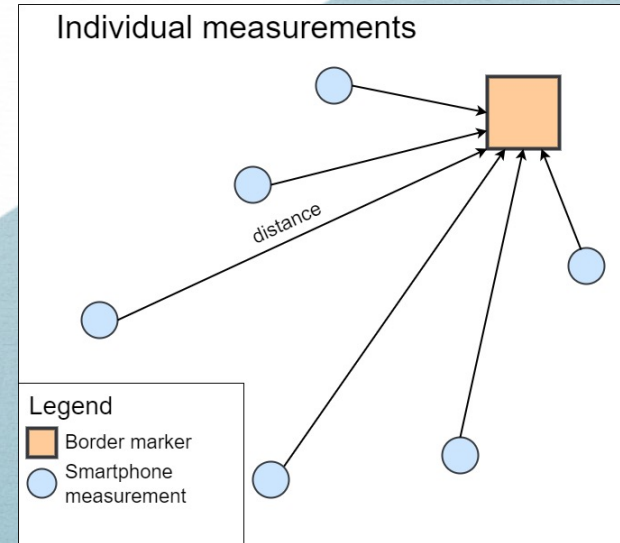 Individual measurements
distance
Legend
Border marker
Smartphone
measurement